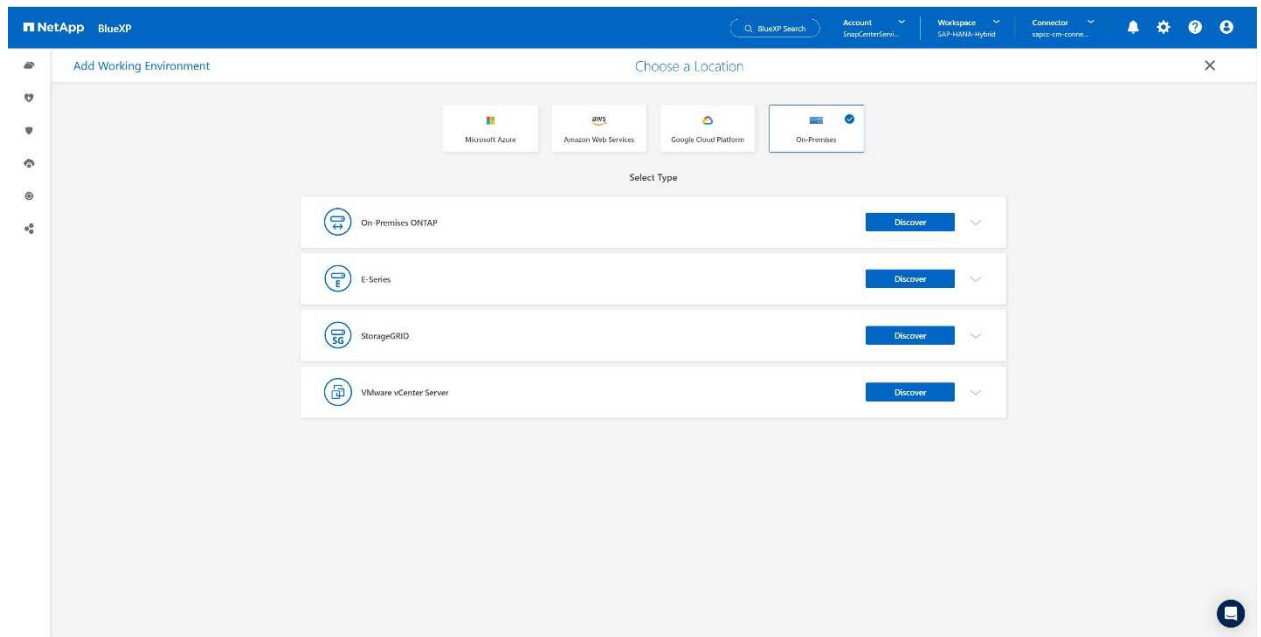 NetApp BlueXP
BlueXP Search
Account
SnapCenterServi...
Workspace
SAP-HANA-Hybrid
Connector
sapcc-cm-conne...
Add Working Environment
Choose a Location
Microsoft Azure
aws
Amazon Web Services
Google Cloud Platform
On-Premises
Select Type
On-Premises ONTAP
Discover
E
E-Series
Discover
SG
StorageGRID
Discover
VMware vCenter Server
Discover